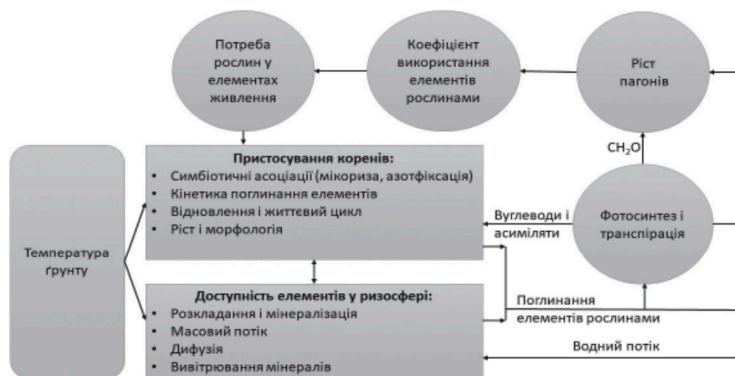 Потреба
рослин у
елементах
живлення
Коефіцієнт
використання
елементів
рослинами
Ріст
пагонів
CH₂O
Температура
ґрунту
Пристосування коренів:
• Симбіотичні асоціації (мікориза, азотфіксація)
• Кінетика поглинання елементів
• Відновлення і життєвий цикл
• Ріст і морфологія
Вуглеводи і
асиміляти
Фотосинтез і
транспірація
Доступність елементів у ризосфері:
• Розкладання і мінералізація
• Масовий потік
• Дифузія
• Вивітрювання мінералів
Поглинання
елементів рослинами
Водний потік